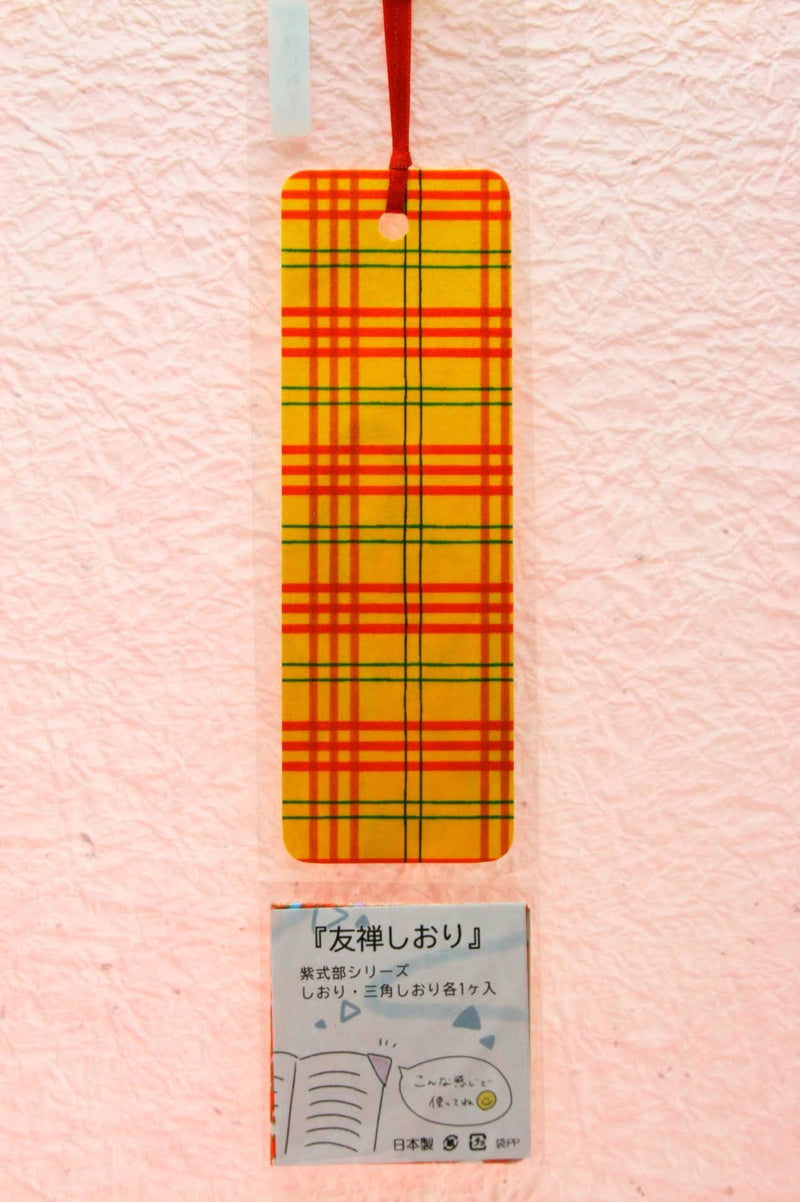 『友禅しおり』
紫式部シリーズ
しおり・三角しおり各1ヶ入
こんな感じで
使ってね
日本製
袋PP